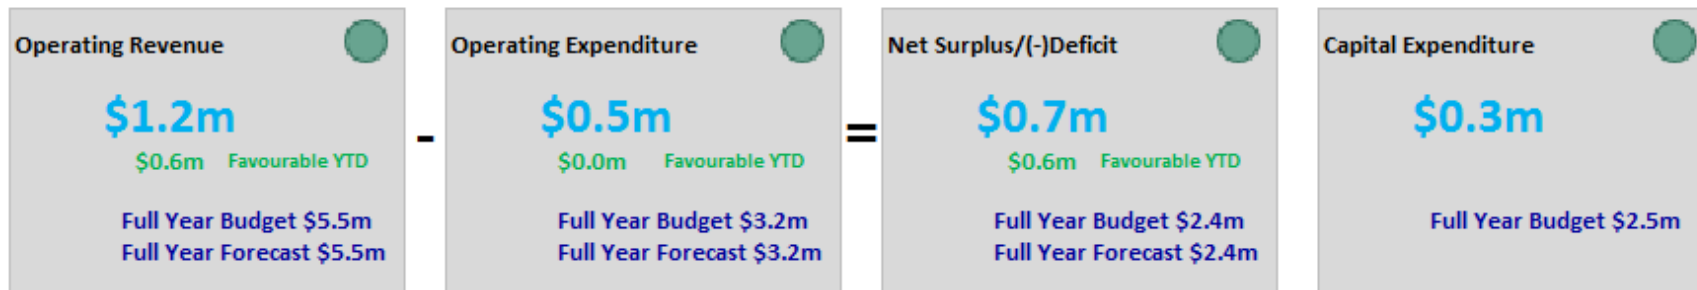 Operating Revenue
$1.2m
$0.6m Favourable YTD
Full Year Budget $5.5m
Full Year Forecast $5.5m
-
Operating Expenditure
$0.5m
$0.0m Favourable YTD
Full Year Budget $3.2m
Full Year Forecast $3.2m
=
Net Surplus/(-)Deficit
$0.7m
$0.6m Favourable YTD
Full Year Budget $2.4m
Full Year Forecast $2.4m
Capital Expenditure
$0.3m
Full Year Budget $2.5m